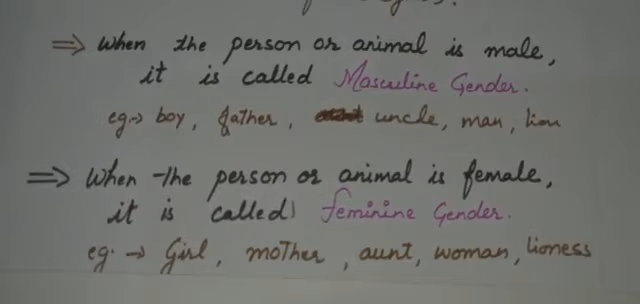 ⇒ When the person or animal is male,
it is called Masculine Gender.
eg→ boy, father, uncle, man, lion
⇒ When the person or animal is female,
it is called feminine Gender.
eg. → Girl, mother, aunt, woman, lioness